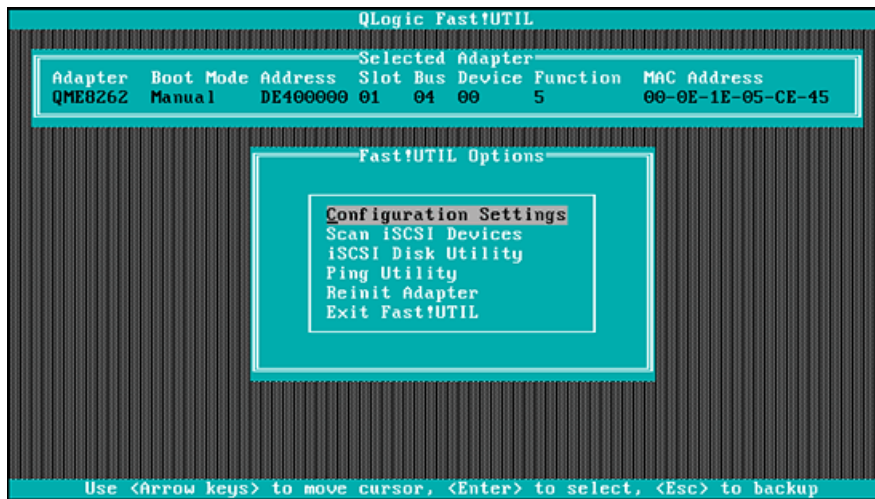 QLogic Fast!UTIL
Selected Adapter
Adapter Boot Mode Address Slot Bus Device Function MAC Address
QME8262 Manual DE400000 01 04 00 5 00-0E-1E-05-CE-45
Fast!UTIL Options
Configuration Settings
Scan iSCSI Devices
iSCSI Disk Utility
Ping Utility
Reinit Adapter
Exit Fast!UTIL
Use <Arrow keys> to move cursor, <Enter> to select, <Esc> to backup